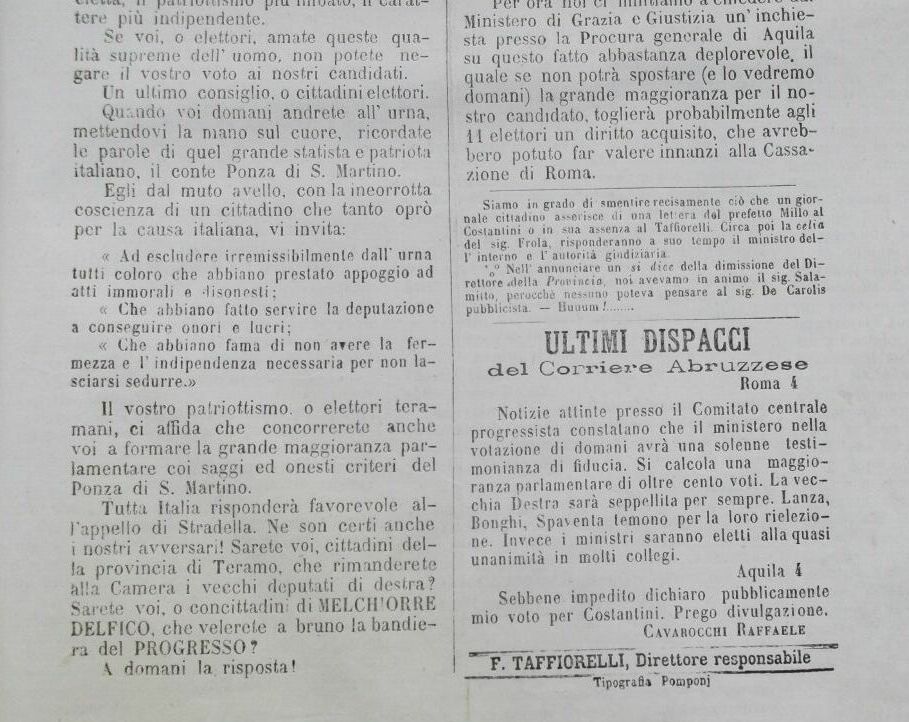 eletta, il patriottismo più infuato, il carat-
tere più indipendente.
Se voi, o elettori, amate queste qua-
lità supreme dell' uomo, non potete ne-
gare il vostro voto ai nostri candidati.
Un ultimo consiglio, o cittadini elettori.
Quando voi domani andrete all' urna,
mettendovi la mano sul cuore, ricordate
le parole di quel grande statista e patriota
italiano, il conte Ponza di S. Martino.
Egli dal muto avello, con la incorrotta
coscienza di un cittadino che tanto oprò
per la causa italiana, vi invita:
« Ad escludere irremissibilmente dall' urna
tutti coloro che abbiano prestato appoggio ad
atti immorali e disonesti;
« Che abbiano fatto servire la deputazione
a conseguire onori e lucri;
« Che abbiano fama di non avere la fer-
mezza e l' indipendenza necessaria per non la-
sciarsi sedurre.»
Il vostro patriottismo, o elettori tera-
mani, ci affida che concorrerete anche
voi a formare la grande maggioranza par-
lamentare coi saggi ed onesti criteri del
Ponza di S. Martino.
Tutta Italia risponderà favorevole al-
l'appello di Stradella. Ne son certi anche
i nostri avversari! Sarete voi, cittadini del-
la provincia di Teramo, che rimanderete
alla Camera i vecchi deputati di destra?
Sarete voi, o concittadini di MELCHIORRE
DELFICO, che velerete a bruno la bandie-
ra del PROGRESSO?
A domani la risposta!
Per ora noi ci limitiamo a chiedere dal
Ministero di Grazia e Giustizia un' inchie-
sta presso la Procura generale di Aquila
su questo fatto abbastanza deplorevole, il
quale se non potrà spostare (e lo vedremo
domani) la grande maggioranza per il no-
stro candidato, toglierà probabilmente agli
11 elettori un diritto acquisito, che avreb-
bero potuto far valere innanzi alla Cassa-
zione di Roma.
Siamo in grado di smentire recisamente ciò che un gior-
nale cittadino asserisce di una lettera del prefetto Millo al
Costantini o in sua assenza al Taffiorelli. Circa poi la celia
del sig. Frola, risponderanno a suo tempo il ministro del-
l' interno e l' autorità giudiziaria.
°₀° Nell' annunciare un si dice della dimissione del Di-
rettore della Provincia, noi avevamo in animo il sig. Sala-
mitto, perocchè nessuno poteva pensare al sig. De Carolis
pubblicista. — Huuum!.......
ULTIMI DISPACCI
del Corriere Abruzzese
Roma 4
Notizie attinte presso il Comitato centrale
progressista constatano che il ministero nella
votazione di domani avrà una solenne testi-
monianza di fiducia. Si calcola una maggio-
ranza parlamentare di oltre cento voti. La vec-
chia Destra sarà seppellita per sempre. Lanza,
Bonghi, Spaventa temono per la loro rielezio-
ne. Invece i ministri saranno eletti alla quasi
unanimità in molti collegi.
Aquila 4
Sebbene impedito dichiaro pubblicamente
mio voto per Costantini. Prego divulgazione.
CAVAROCCHI RAFFAELE
F. TAFFIORELLI, Direttore responsabile
Tipografia Pomponj